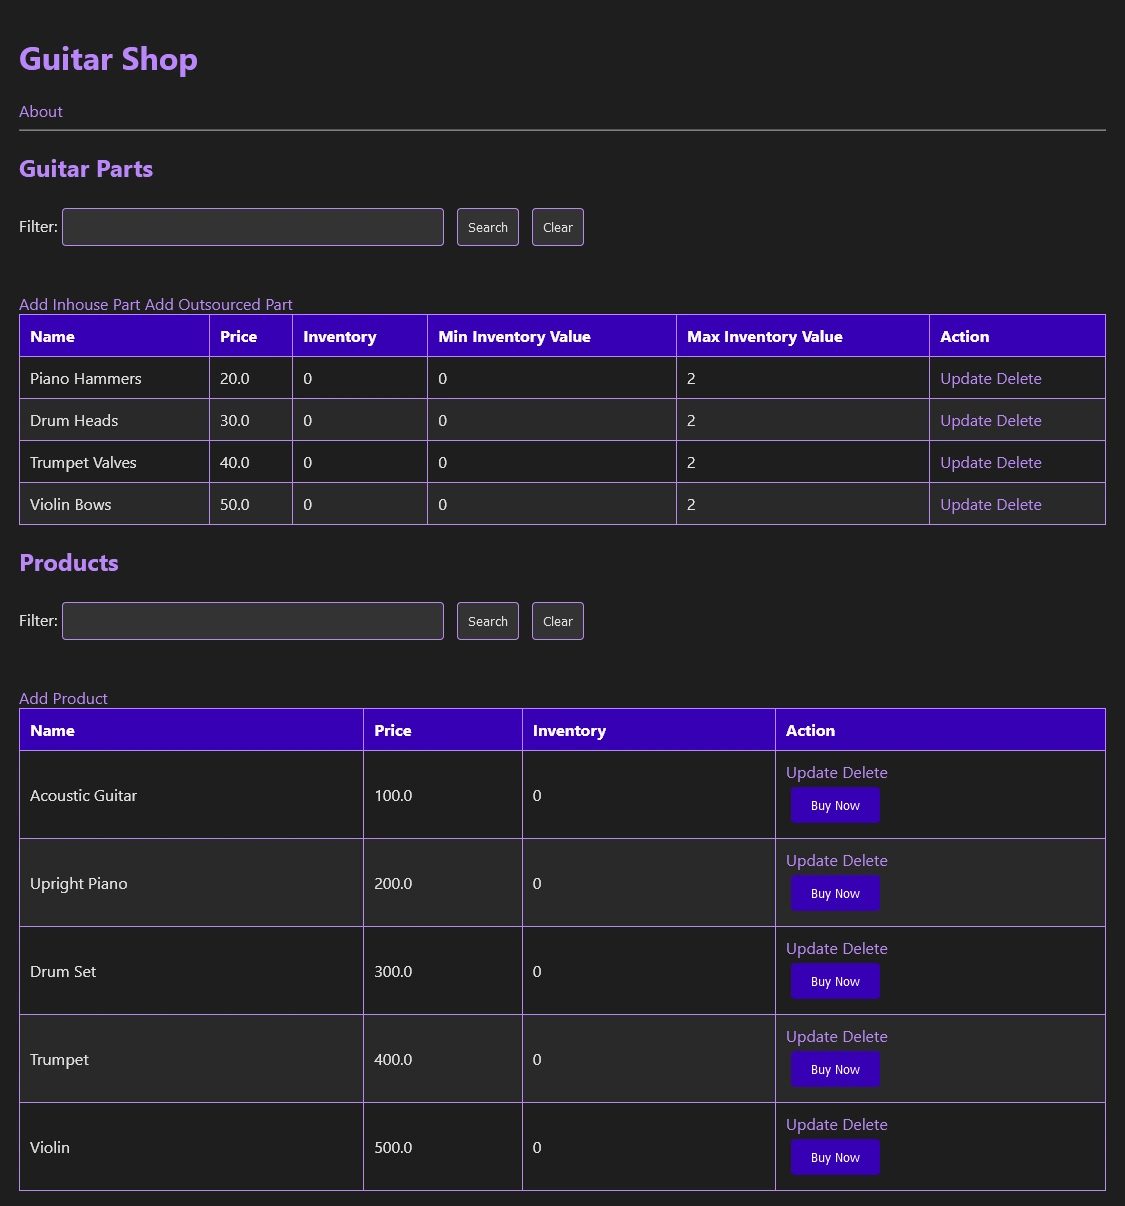 Guitar Shop
About
Guitar Parts
Filter: Search Clear
Add Inhouse Part Add Outsourced Part
Name Price Inventory Min Inventory Value Max Inventory Value Action
Piano Hammers 20.0 0 0 2 Update Delete
Drum Heads 30.0 0 0 2 Update Delete
Trumpet Valves 40.0 0 0 2 Update Delete
Violin Bows 50.0 0 0 2 Update Delete
Products
Filter: Search Clear
Add Product
Name Price Inventory Action
Acoustic Guitar 100.0 0 Update Delete
Buy Now
Upright Piano 200.0 0 Update Delete
Buy Now
Drum Set 300.0 0 Update Delete
Buy Now
Trumpet 400.0 0 Update Delete
Buy Now
Violin 500.0 0 Update Delete
Buy Now